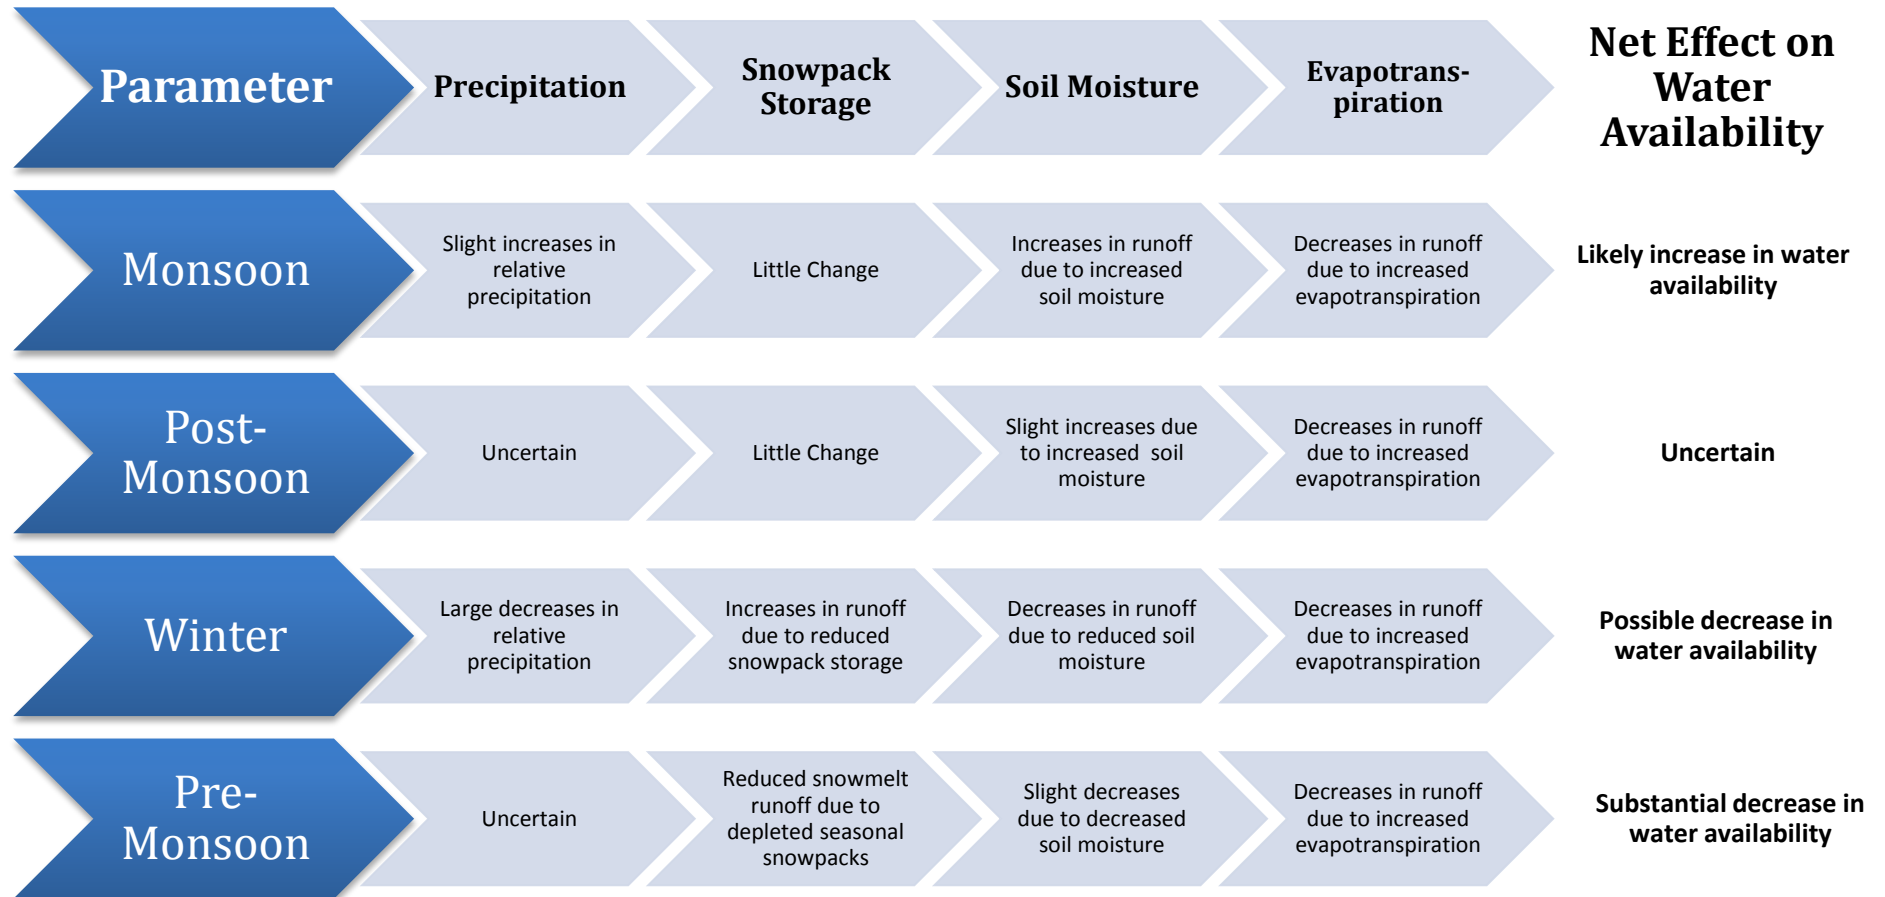 Parameter
Precipitation
Snowpack
Storage
Soil Moisture
Evapotrans-
piration
Net Effect on
Water
Availability
Monsoon
Slight increases in
relative
precipitation
Little Change
Increases in runoff
due to increased
soil moisture
Decreases in runoff
due to increased
evapotranspiration
Likely increase in water
availability
Post-
Monsoon
Uncertain
Little Change
Slight increases due
to increased soil
moisture
Decreases in runoff
due to increased
evapotranspiration
Uncertain
Winter
Large decreases in
relative
precipitation
Increases in runoff
due to reduced
snowpack storage
Decreases in runoff
due to reduced soil
moisture
Decreases in runoff
due to increased
evapotranspiration
Possible decrease in
water availability
Pre-
Monsoon
Uncertain
Reduced snowmelt
runoff due to
depleted seasonal
snowpacks
Slight decreases
due to decreased
soil moisture
Decreases in runoff
due to increased
evapotranspiration
Substantial decrease in
water availability